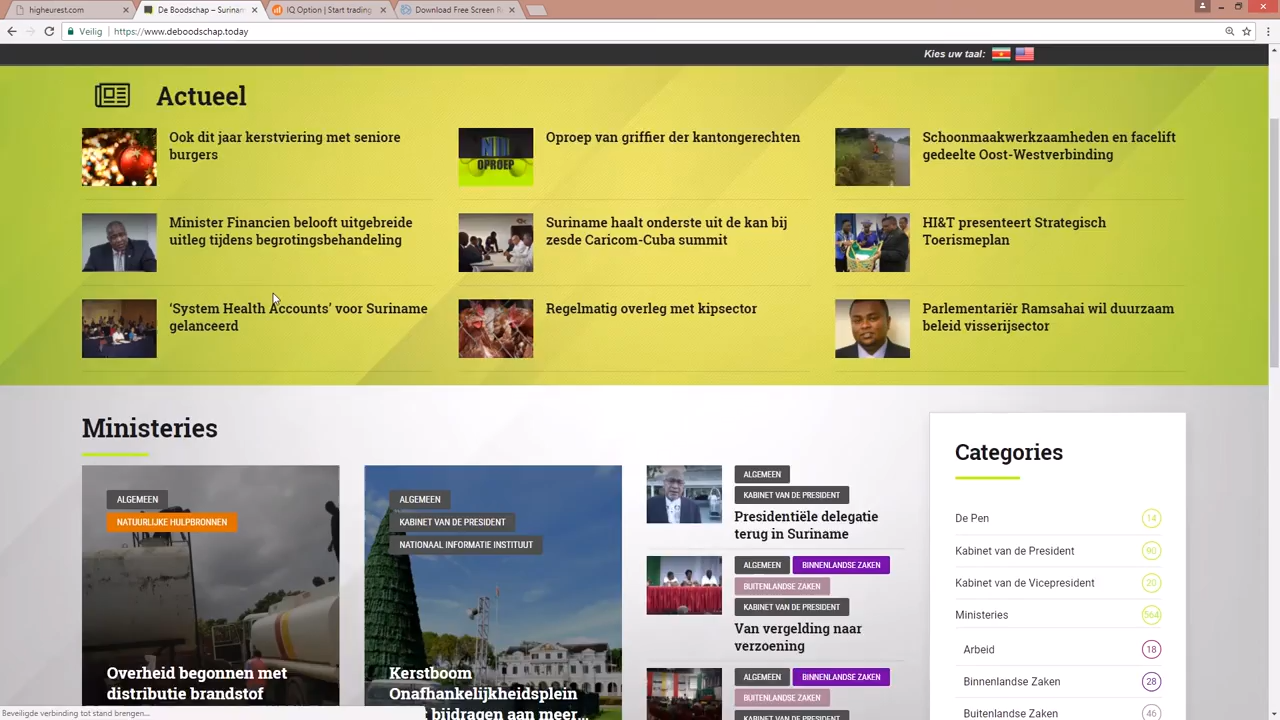 higheurest.com
De Boodschap – Surinam
IQ Option | Start trading
Download Free Screen R
Veilig
https://www.deboodschap.today
Kies uw taal:
Actueel
Ook dit jaar kerstviering met seniore
burgers
OPROEP
Oproep van griffier der kantongerechten
Schoonmaakwerkzaamheden en facelift
gedeelte Oost-Westverbinding
Minister Financien belooft uitgebreide
uitleg tijdens begrotingsbehandeling
Suriname haalt onderste uit de kan bij
zesde Caricom-Cuba summit
HI&T presenteert Strategisch
Toerismeplan
‘System Health Accounts’ voor Suriname
gelanceerd
Regelmatig overleg met kipsector
Parlementariër Ramsahai wil duurzaam
beleid visserijsector
Ministeries
ALGEMEEN
NATUURLIJKE HULPBRONNEN
Overheid begonnen met
distributie brandstof
ALGEMEEN
KABINET VAN DE PRESIDENT
NATIONAAL INFORMATIE INSTITUUT
Kerstboom
Onafhankelijkheidsplein
bijdragen aan meer...
ALGEMEEN
KABINET VAN DE PRESIDENT
Presidentiële delegatie
terug in Suriname
ALGEMEEN BINNENLANDSE ZAKEN
BUITENLANDSE ZAKEN
KABINET VAN DE PRESIDENT
Van vergelding naar
verzoening
ALGEMEEN BINNENLANDSE ZAKEN
BUITENLANDSE ZAKEN
KABINET VAN DE PRESIDENT
Categories
De Pen 14
Kabinet van de President 90
Kabinet van de Vicepresident 20
Ministeries 564
Arbeid 18
Binnenlandse Zaken 28
Buitenlandse Zaken 46
Beveiligde verbinding tot stand brengen...